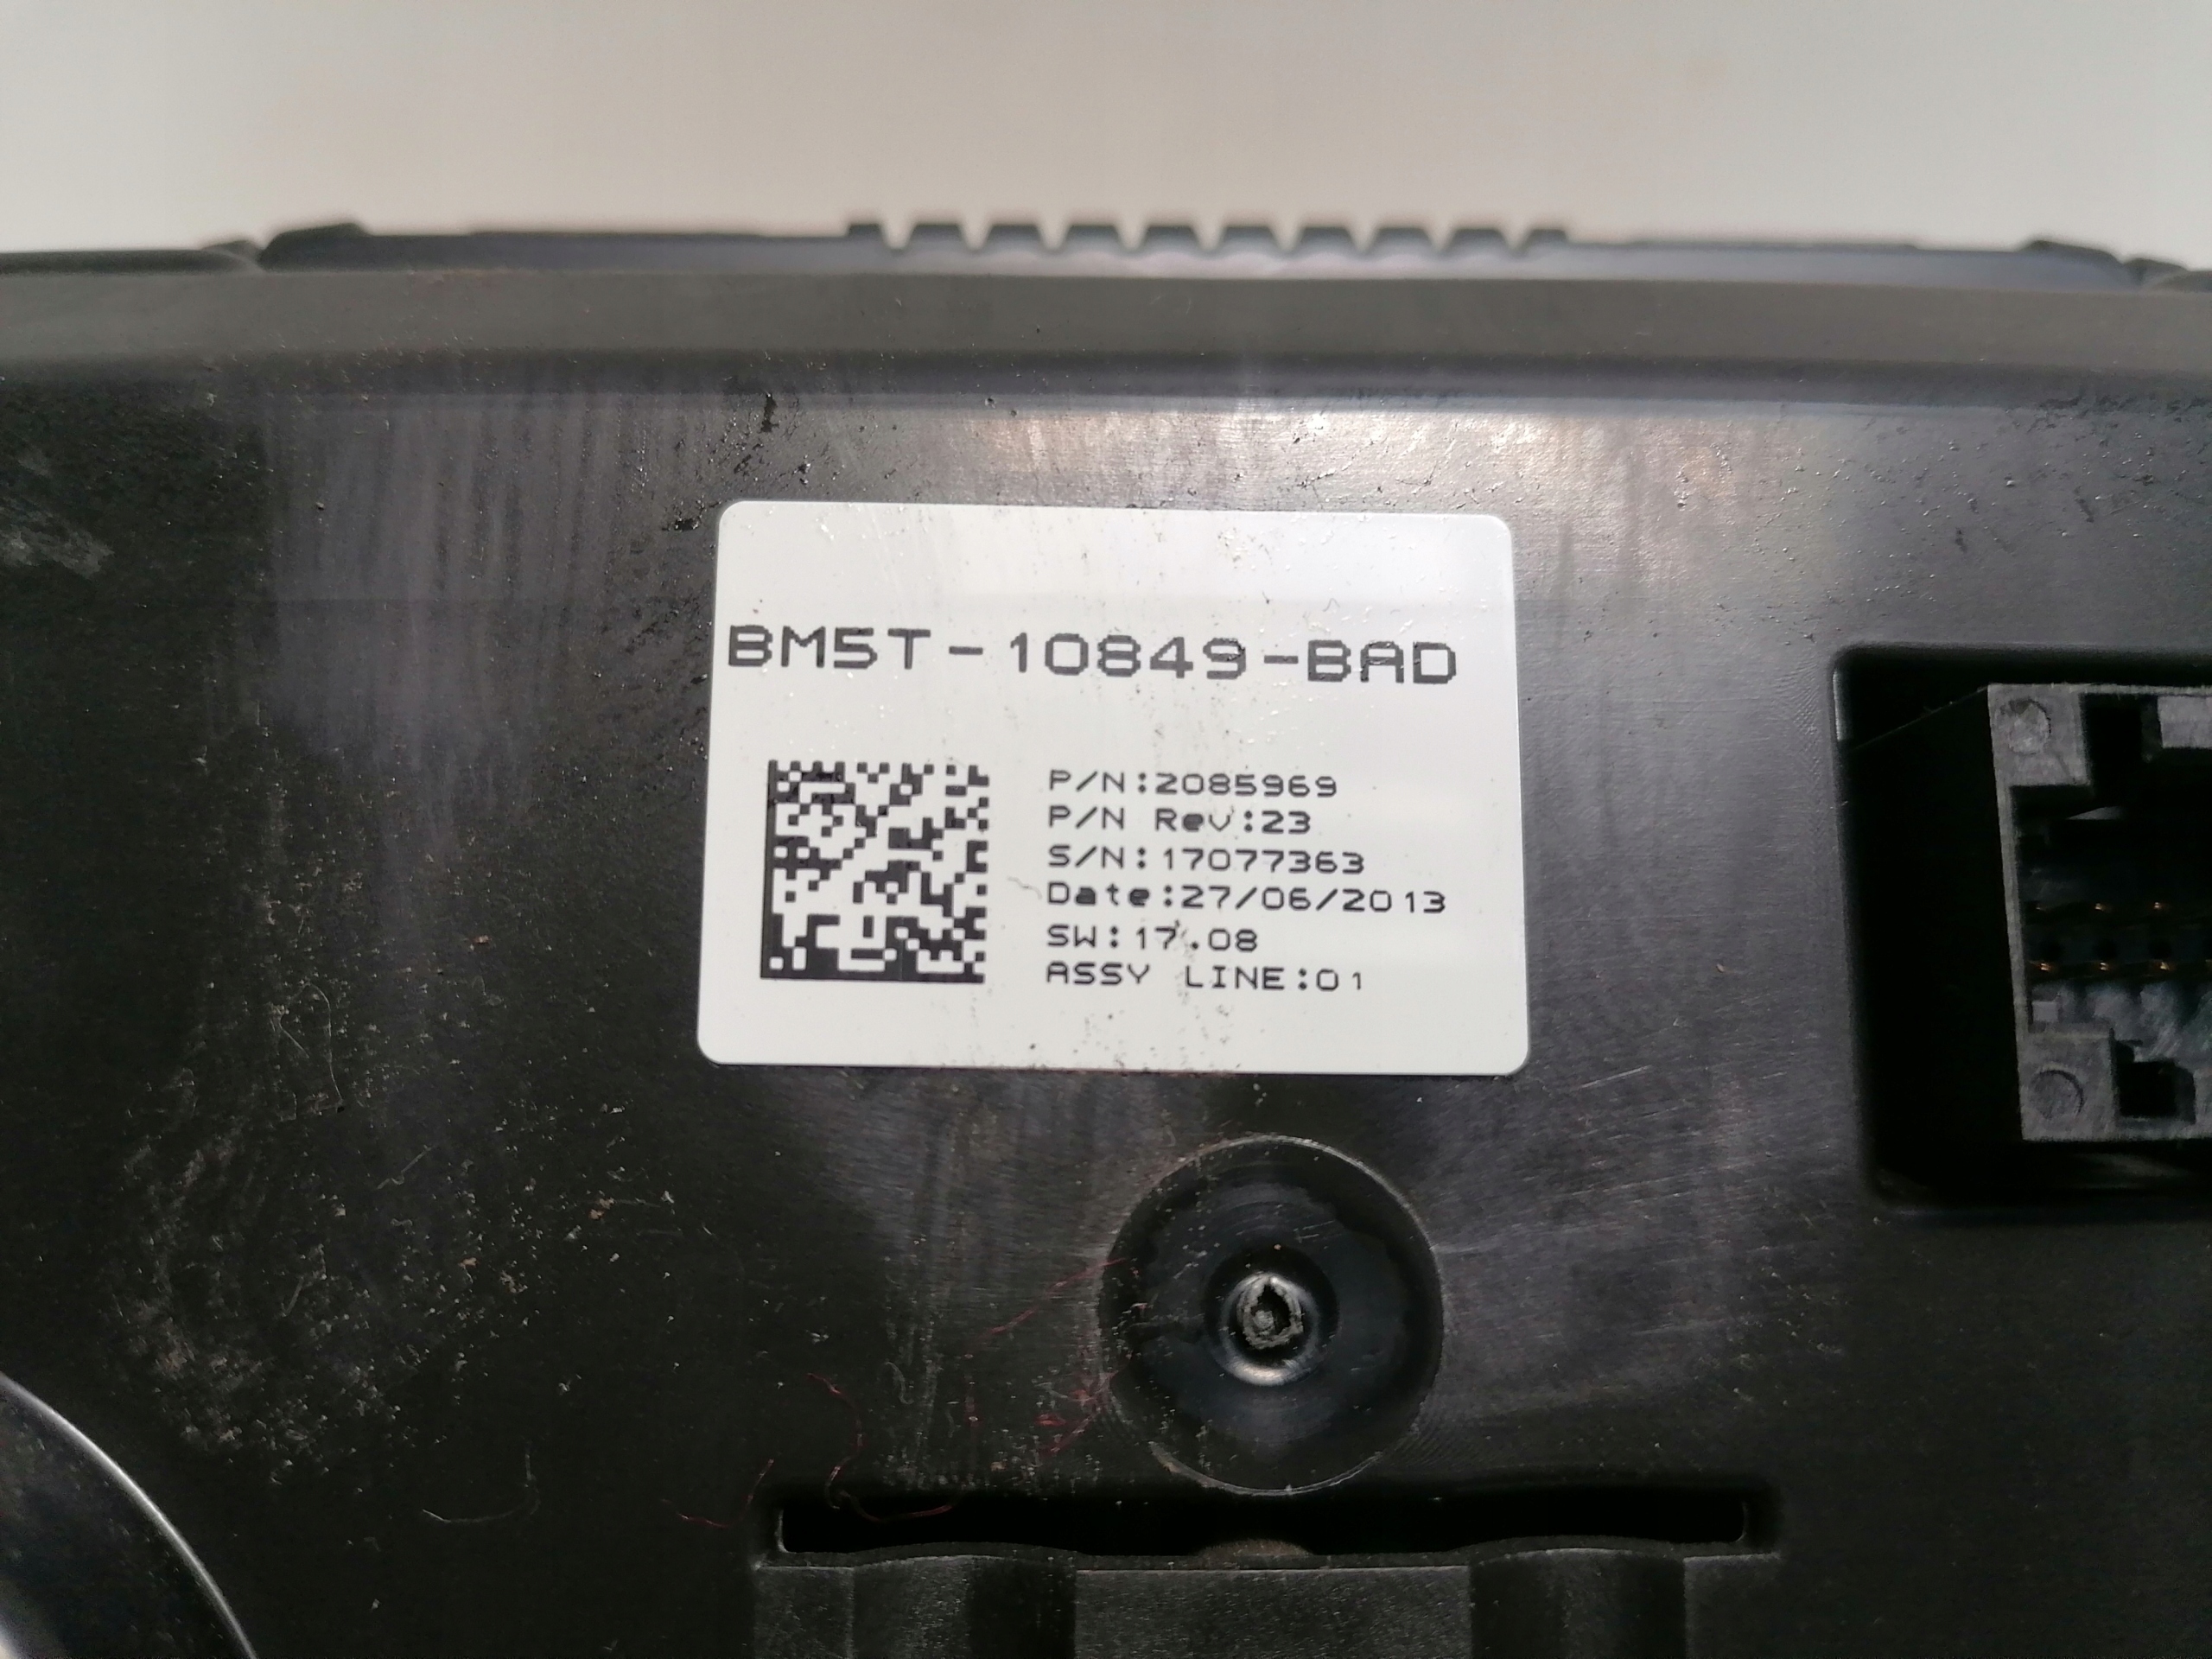 BM5T-10849-BAD
P/N:2085969
P/N Rev:23
S/N:17077363
Date:27/06/2013
SW:17.08
ASSY LINE:01